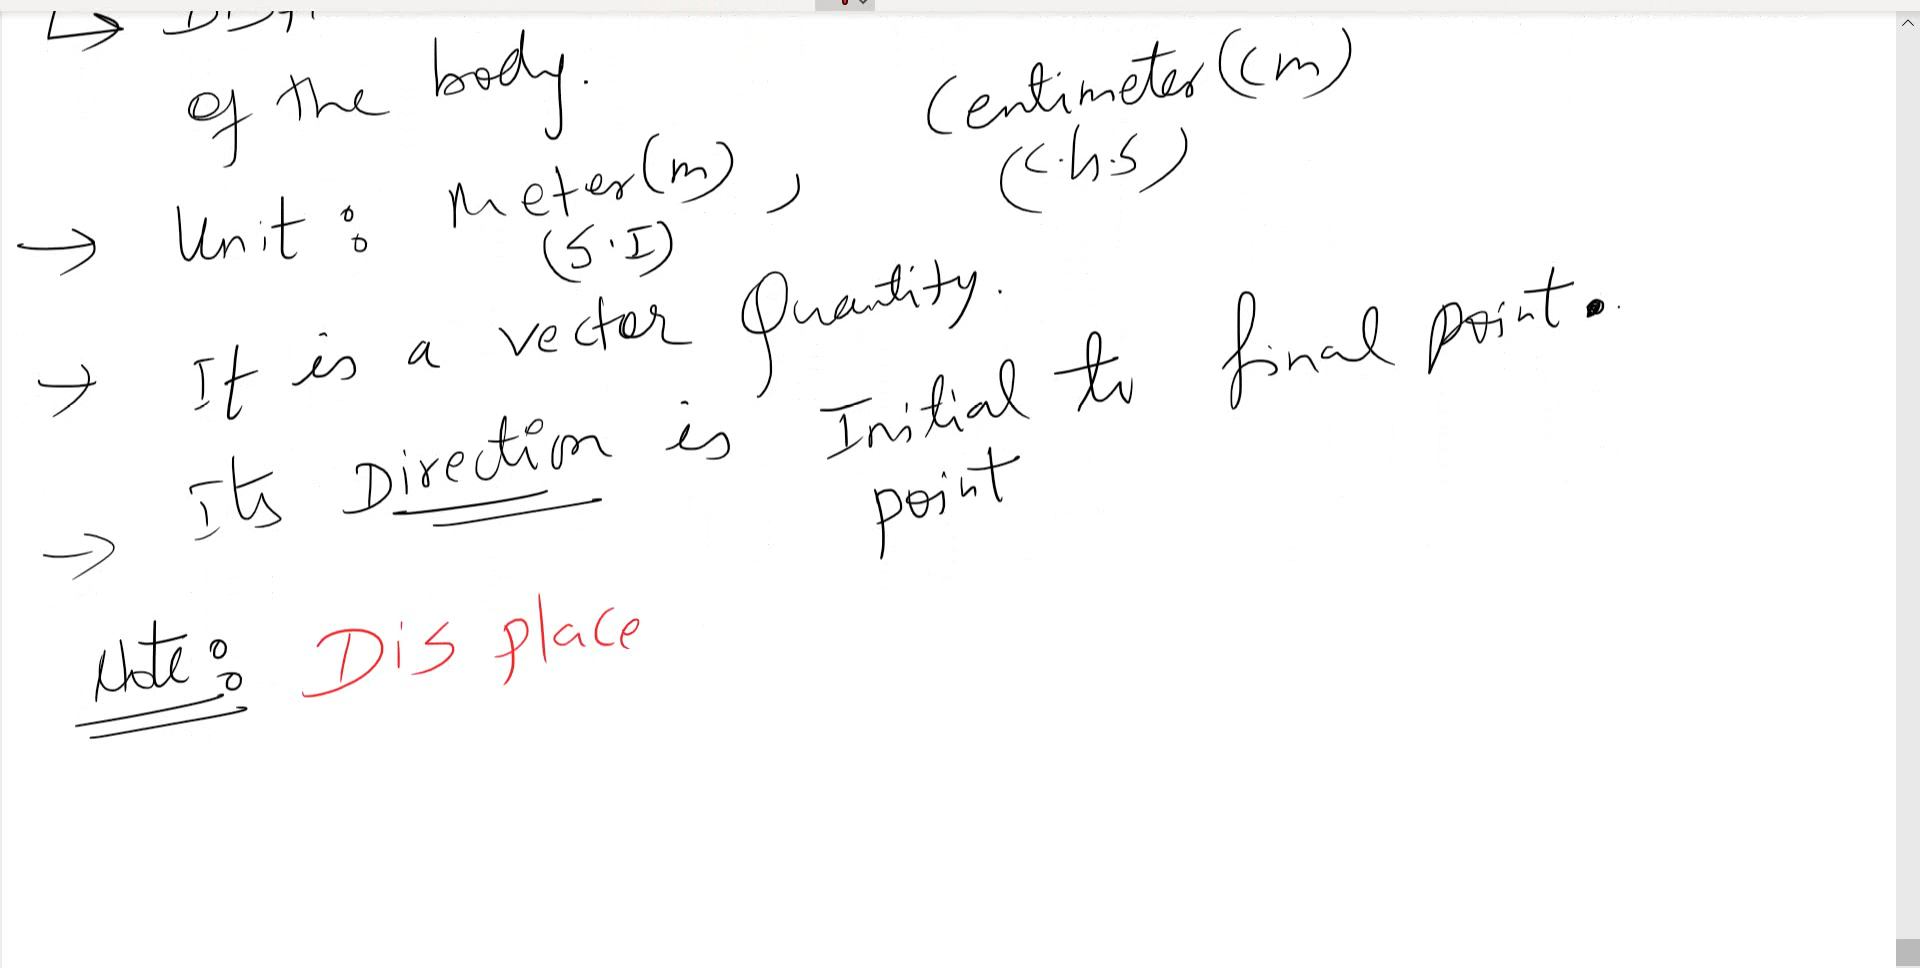 of the body.
→ Unit : Meter(m) , Centimeter(cm)
(S.I) (C.G.S)
→ It is a vector Quantity.
→ Its Direction is Initial to final point.
point
Note : Displace